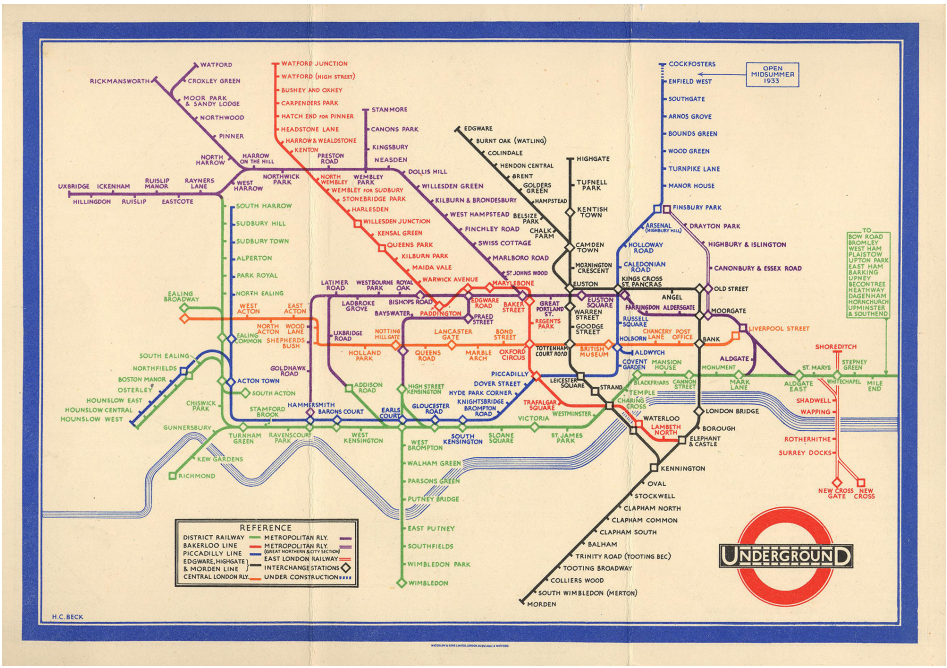 WATFORD
RICKMANSWORTH
CROXLEY GREEN
MOOR PARK
& SANDY LODGE
NORTHWOOD
PINNER
NORTH
HARROW
HARROW
ON THE HILL
NORTHWICK
PARK
PRESTON
ROAD
WEMBLEY
PARK
NEASDEN
STANMORE
CANONS PARK
KINGSBURY
DOLLIS HILL
WILLESDEN GREEN
KILBURN & BRONDESBURY
WEST HAMPSTEAD
FINCHLEY ROAD
SWISS COTTAGE
MARLBORO ROAD
ST JOHNS WOOD
UXBRIDGE
HILLINGDON
ICKENHAM
RUISLIP
RUISLIP
MANOR
EASTCOTE
RAYNERS
LANE
WEST
HARROW
WATFORD JUNCTION
WATFORD (HIGH STREET)
BUSHEY AND OXHEY
CARPENDERS PARK
HATCH END FOR PINNER
HEADSTONE LANE
HARROW & WEALDSTONE
KENTON
NORTH
WEMBLEY
WEMBLEY FOR SUDBURY
STONEBRIDGE PARK
HARLESDEN
WILLESDEN JUNCTION
KENSAL GREEN
QUEENS PARK
KILBURN PARK
MAIDA VALE
WARWICK AVENUE
PADDINGTON
EDGWARE
ROAD
MARYLEBONE
BAKER
STREET
REGENTS
PARK
OXFORD
CIRCUS
PICCADILLY
TRAFALGAR
SQUARE
CHARING
CROSS
WATERLOO
LAMBETH
NORTH
ELEPHANT
& CASTLE
EDGWARE
BURNT OAK (WATLING)
COLINDALE
HENDON CENTRAL
BRENT
GOLDERS
GREEN
HAMPSTEAD
BELSIZE
PARK
CHALK
FARM
HIGHGATE
TUFNELL
PARK
KENTISH
TOWN
CAMDEN
TOWN
MORNINGTON
CRESCENT
EUSTON
WARREN
STREET
GOODGE
STREET
TOTTENHAM
COURT ROAD
LEICESTER
SQUARE
STRAND
KINGS CROSS
ST. PANCRAS
ANGEL
OLD STREET
MOORGATE
BANK
LONDON BRIDGE
BOROUGH
KENNINGTON
OVAL
STOCKWELL
CLAPHAM NORTH
CLAPHAM COMMON
CLAPHAM SOUTH
BALHAM
TRINITY ROAD (TOOTING BEC)
TOOTING BROADWAY
COLLIERS WOOD
SOUTH WIMBLEDON (MERTON)
MORDEN
COCKFOSTERS
OPEN
MIDSUMMER
1933
ENFIELD WEST
SOUTHGATE
ARNOS GROVE
BOUNDS GREEN
WOOD GREEN
TURNPIKE LANE
MANOR HOUSE
FINSBURY PARK
ARSENAL
(HIGHBURY HILL)
HOLLOWAY
ROAD
CALEDONIAN
ROAD
RUSSELL
SQUARE
HOLBORN
ALDWYCH
COVENT
GARDEN
DOVER STREET
HYDE PARK CORNER
KNIGHTSBRIDGE
BROMPTON
ROAD
DRAYTON PARK
HIGHBURY & ISLINGTON
CANONBURY & ESSEX ROAD
SOUTH HARROW
SUDBURY HILL
SUDBURY TOWN
ALPERTON
PARK ROYAL
NORTH EALING
EALING
COMMON
EALING
BROADWAY
WEST
ACTON
NORTH
ACTON
EAST
ACTON
WOOD
LANE
SHEPHERDS
BUSH
HOLLAND
PARK
NOTTING
HILL GATE
QUEENS
ROAD
LANCASTER
GATE
MARBLE
ARCH
BOND
STREET
BRITISH
MUSEUM
CHANCERY
LANE
POST
OFFICE
LIVERPOOL STREET
LATIMER
ROAD
LADBROKE
GROVE
WESTBOURNE
PARK
ROYAL
OAK
BISHOPS ROAD
BAYSWATER
PRAED
STREET
UXBRIDGE
ROAD
GOLDHAWK
ROAD
GREAT
PORTLAND
ST.
EUSTON
SQUARE
FARRINGDON
ALDERSGATE
ALDGATE
SOUTH EALING
NORTHFIELDS
BOSTON MANOR
OSTERLEY
HOUNSLOW EAST
HOUNSLOW CENTRAL
HOUNSLOW WEST
ACTON TOWN
SOUTH ACTON
CHISWICK
PARK
GUNNERSBURY
KEW GARDENS
RICHMOND
TURNHAM
GREEN
STAMFORD
BROOK
RAVENSCOURT
PARK
HAMMERSMITH
BARONS COURT
WEST
KENSINGTON
ADDISON
ROAD
EARLS
COURT
HIGH STREET
KENSINGTON
GLOUCESTER
ROAD
SOUTH
KENSINGTON
SLOANE
SQUARE
VICTORIA
ST. JAMES
PARK
WESTMINSTER
TEMPLE
BLACKFRIARS
MANSION
HOUSE
CANNON
STREET
MONUMENT
MARK
LANE
ALDGATE
EAST
ST. MARYS
WHITECHAPEL
STEPNEY
GREEN
MILE
END
WEST
BROMPTON
WALHAM GREEN
PARSONS GREEN
PUTNEY BRIDGE
EAST PUTNEY
SOUTHFIELDS
WIMBLEDON PARK
WIMBLEDON
TO
BOW ROAD
BROMLEY
WEST HAM
PLAISTOW
UPTON PARK
EAST HAM
BARKING
UPNEY
BECONTREE
HEATHWAY
DAGENHAM
HORNCHURCH
UPMINSTER
& SOUTHEND
SHOREDITCH
SHADWELL
WAPPING
ROTHERHITHE
SURREY DOCKS
NEW CROSS
GATE
NEW
CROSS
REFERENCE
DISTRICT RAILWAY
BAKERLOO LINE
PICCADILLY LINE
EDGWARE, HIGHGATE
& MORDEN LINE
CENTRAL LONDON RLY.
METROPOLITAN RLY.
METROPOLITAN RLY.
(GREAT NORTHERN & CITY SECTION)
EAST LONDON RAILWAY
INTERCHANGE STATIONS
UNDER CONSTRUCTION
UNDERGROUND
H.C. BECK